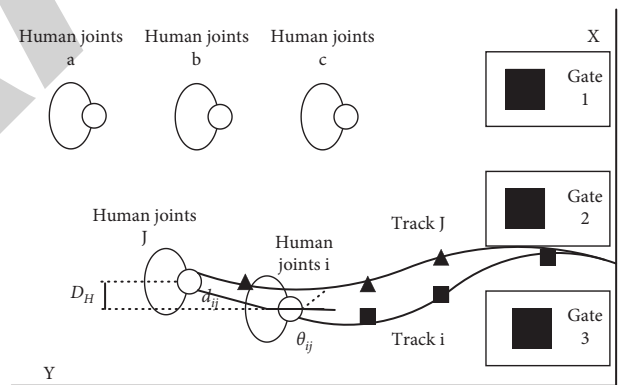 Human joints
a
Human joints
b
Human joints
c
X
Gate
1
Gate
2
Human joints
J
Track J
Human
joints i
D_H
d_ij
θ_ij
Track i
Gate
3
Y